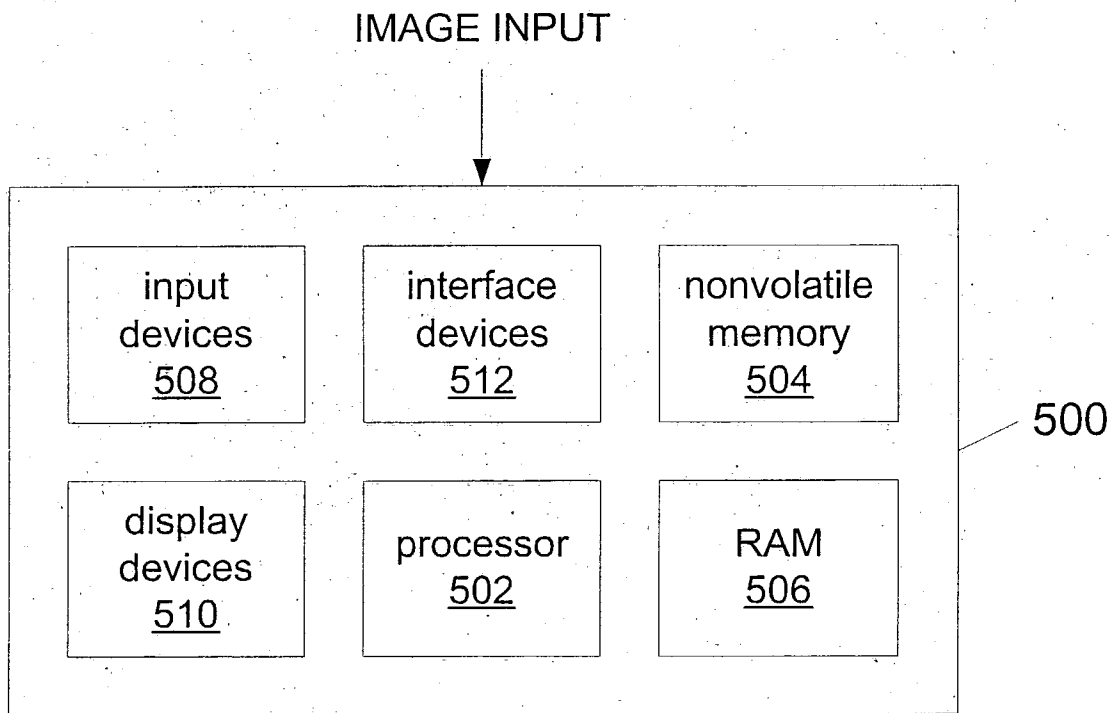 IMAGE INPUT
input
devices
508
interface
devices
512
nonvolatile
memory
504
500
display
devices
510
processor
502
RAM
506